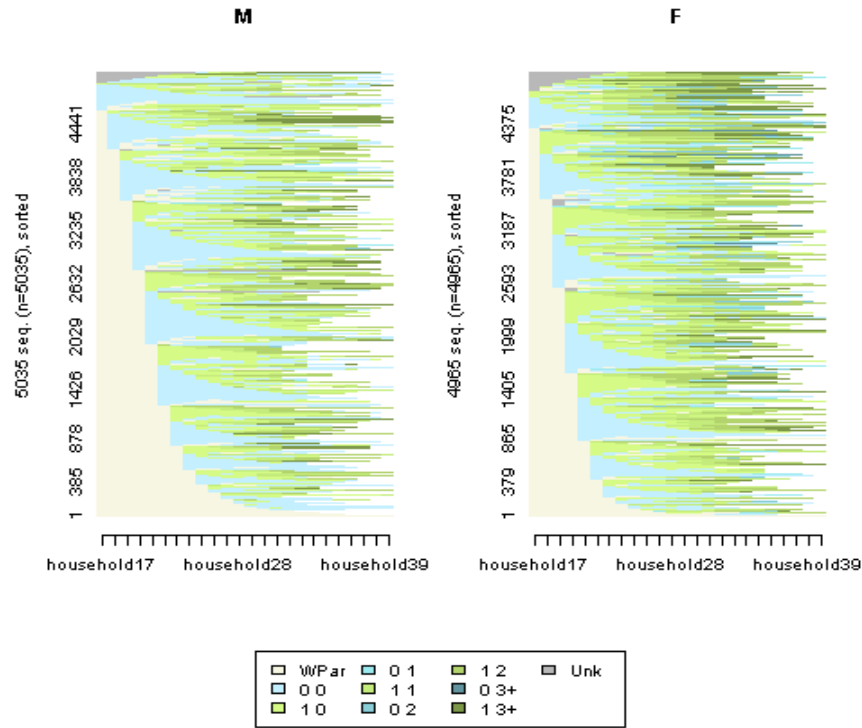 M
F
5035 seq. (n=5035), sorted
1
385
878
1426
2029
2632
3235
3838
4441
household17
household28
household39
4965 seq. (n=4965), sorted
1
379
865
1405
1999
2593
3187
3781
4375
household17
household28
household39
WPar
0 1
1 2
Unk
0 0
1 1
0 3+
1 0
0 2
1 3+